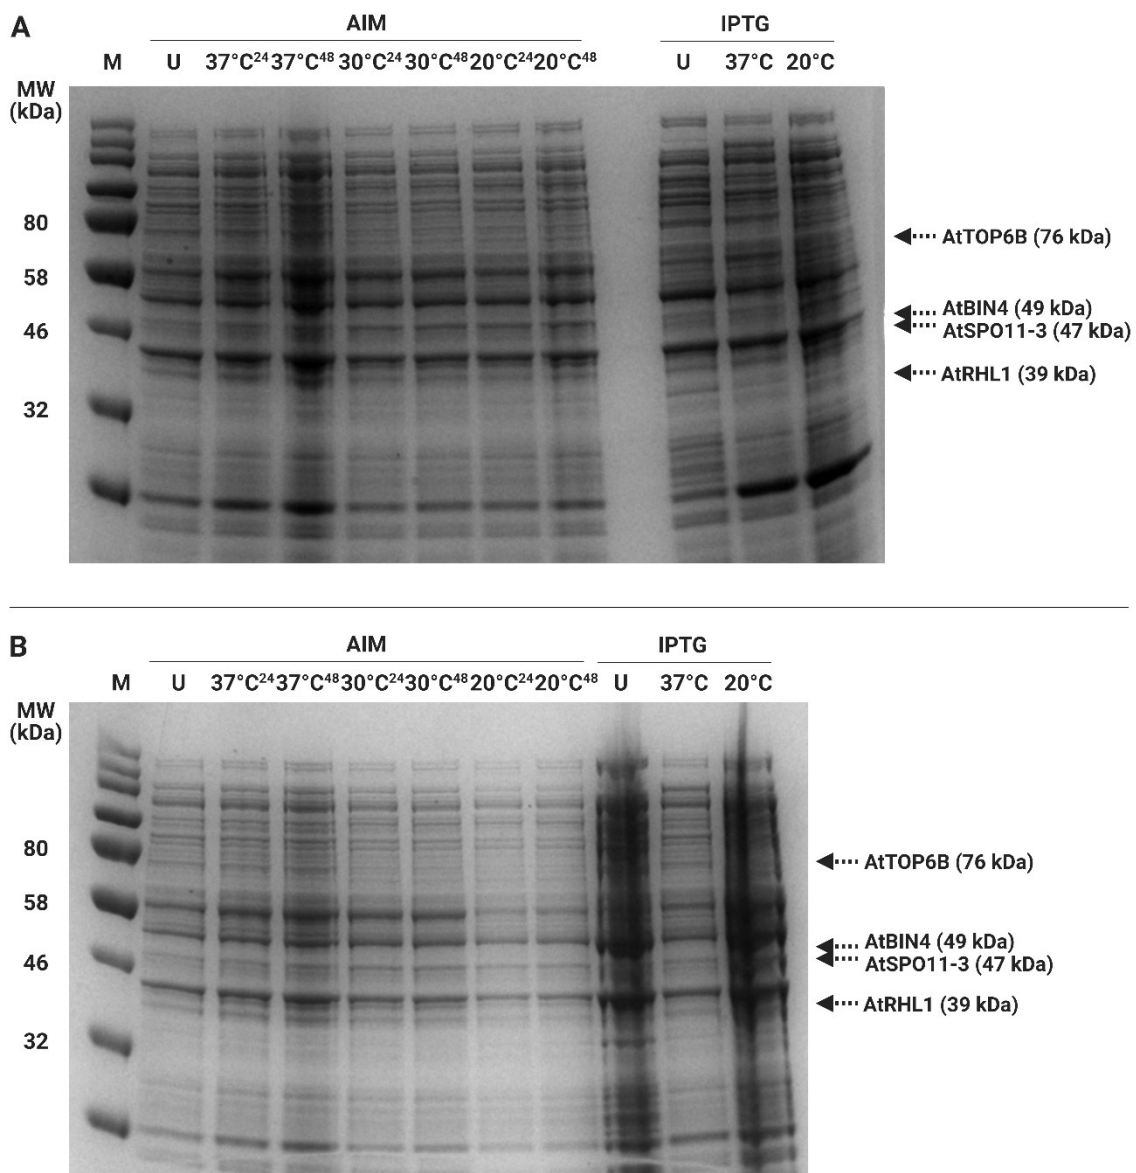 A
AIM
IPTG
M U 37°C²⁴ 37°C⁴⁸ 30°C²⁴ 30°C⁴⁸ 20°C²⁴ 20°C⁴⁸ U 37°C 20°C
MW
(kDa)
80
AtTOP6B (76 kDa)
58
AtBIN4 (49 kDa)
46
AtSPO11-3 (47 kDa)
AtRHL1 (39 kDa)
32
B
AIM
IPTG
M U 37°C²⁴ 37°C⁴⁸ 30°C²⁴ 30°C⁴⁸ 20°C²⁴ 20°C⁴⁸ U 37°C 20°C
MW
(kDa)
80
AtTOP6B (76 kDa)
58
AtBIN4 (49 kDa)
46
AtSPO11-3 (47 kDa)
AtRHL1 (39 kDa)
32